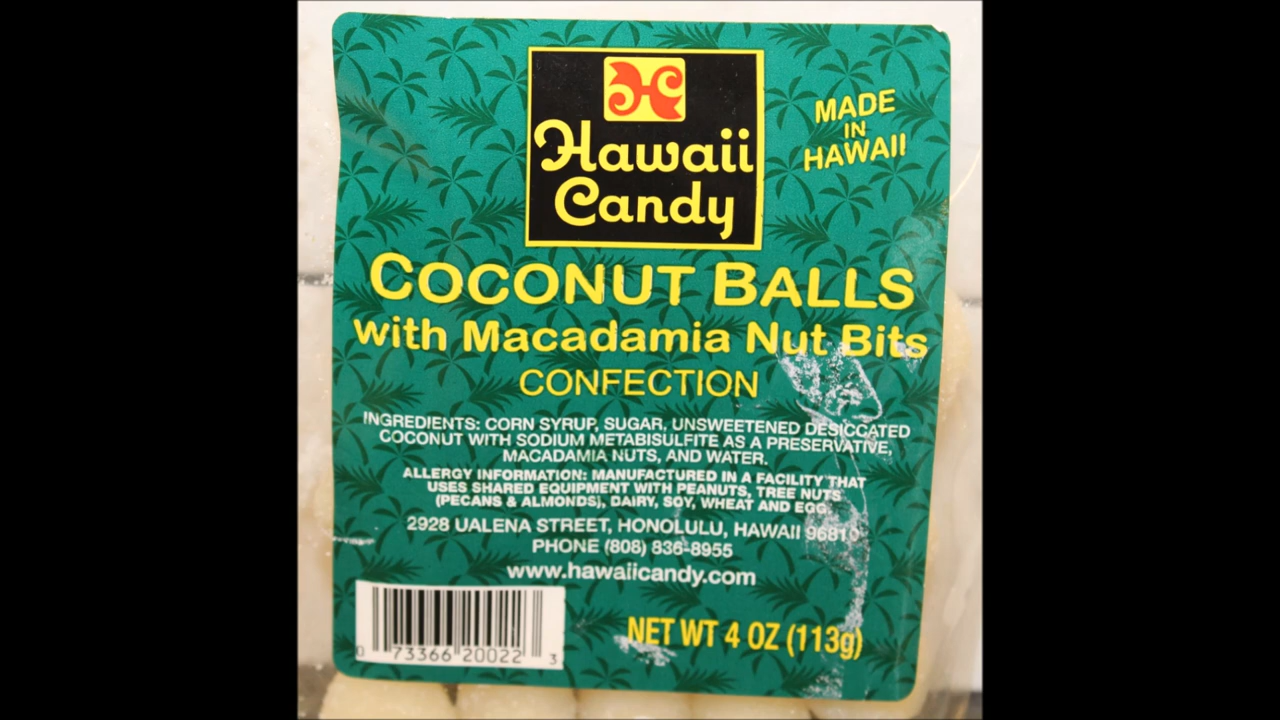 Hawaii
Candy
MADE
IN
HAWAII
COCONUT BALLS
with Macadamia Nut Bits
CONFECTION
INGREDIENTS: CORN SYRUP, SUGAR, UNSWEETENED DESICCATED
COCONUT WITH SODIUM METABISULFITE AS A PRESERVATIVE,
MACADAMIA NUTS, AND WATER.
ALLERGY INFORMATION: MANUFACTURED IN A FACILITY THAT
USES SHARED EQUIPMENT WITH PEANUTS, TREE NUTS
(PECANS & ALMONDS), DAIRY, SOY, WHEAT AND EGG.
2928 UALENA STREET, HONOLULU, HAWAII 96819
PHONE (808) 836-8955
www.hawaiicandy.com
NET WT 4 OZ (113g)
0 73366 20022 3